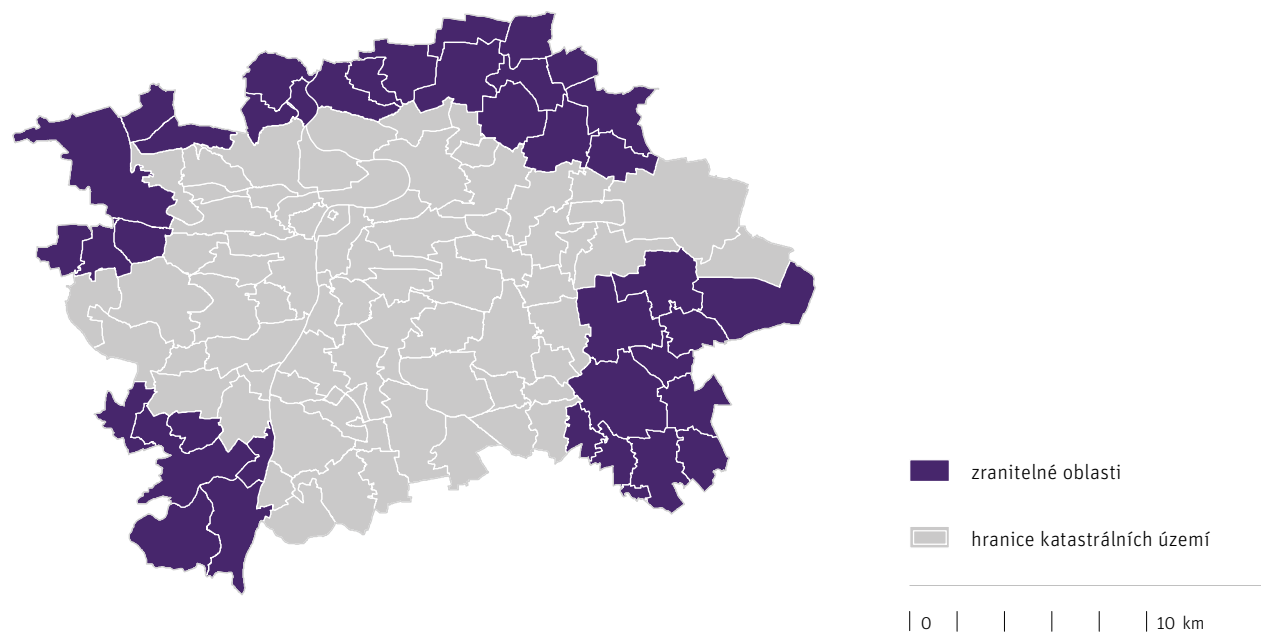 zranitelné oblasti
hranice katastrálních území
0 10 km